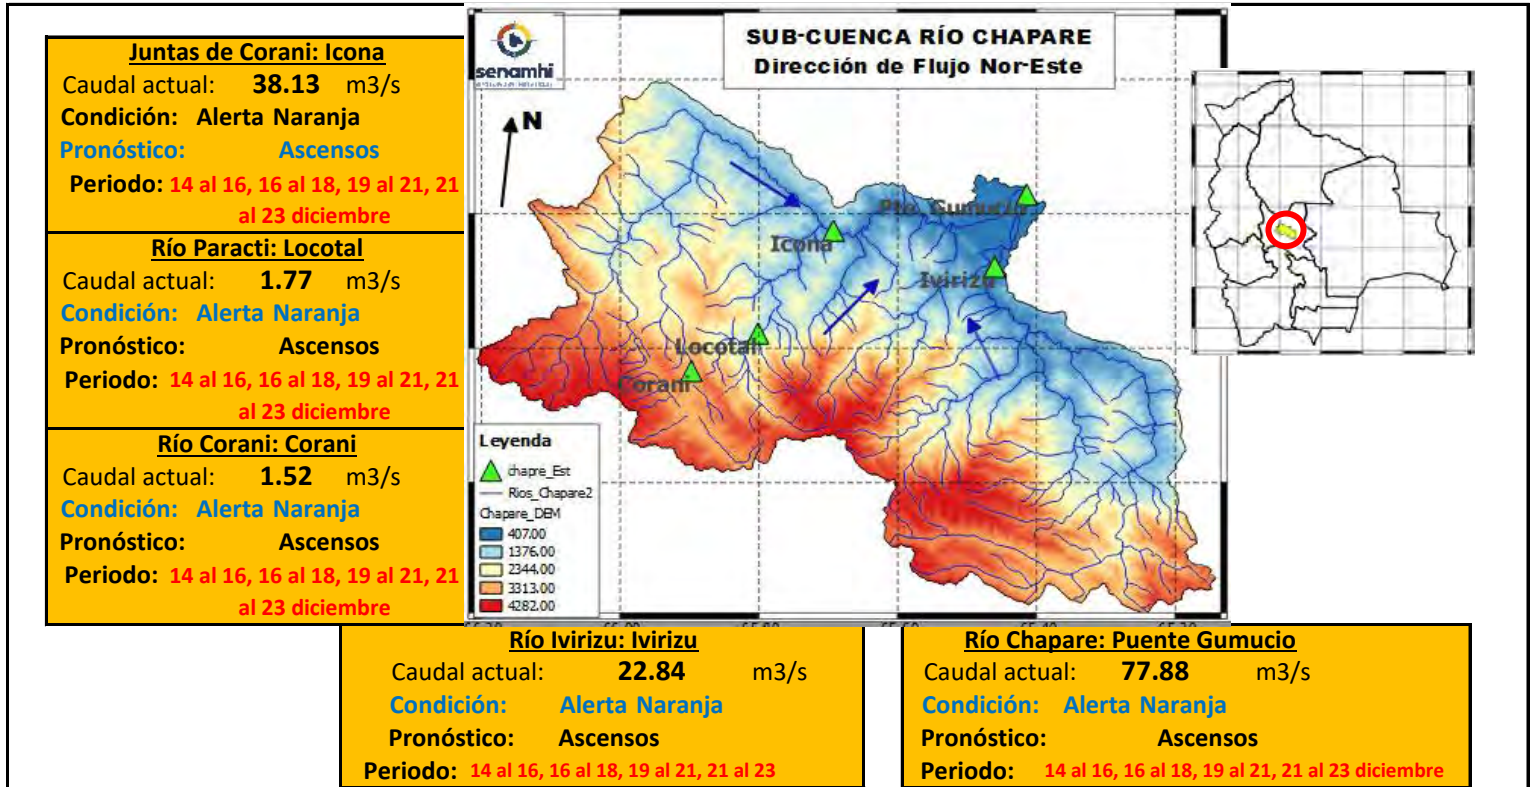 Juntas de Corani: Icona
Caudal actual: 38.13 m3/s
Condición: Alerta Naranja
Pronóstico: Ascensos
Periodo: 14 al 16, 16 al 18, 19 al 21, 21
al 23 diciembre
Río Paracti: Locotal
Caudal actual: 1.77 m3/s
Condición: Alerta Naranja
Pronóstico: Ascensos
Periodo: 14 al 16, 16 al 18, 19 al 21, 21
al 23 diciembre
Río Corani: Corani
Caudal actual: 1.52 m3/s
Condición: Alerta Naranja
Pronóstico: Ascensos
Periodo: 14 al 16, 16 al 18, 19 al 21, 21
al 23 diciembre
senamhi
SUB-CUENCA RÍO CHAPARE
Dirección de Flujo Nor-Este
N
Pte. Gumucio
Icona
Ivirizu
Locotal
Corani
Leyenda
chapre_Est
Rios_Chapare2
Chapare_DEM
407.00
1376.00
2344.00
3313.00
4282.00
Río Ivirizu: Ivirizu
Caudal actual: 22.84 m3/s
Condición: Alerta Naranja
Pronóstico: Ascensos
Periodo: 14 al 16, 16 al 18, 19 al 21, 21 al 23
Río Chapare: Puente Gumucio
Caudal actual: 77.88 m3/s
Condición: Alerta Naranja
Pronóstico: Ascensos
Periodo: 14 al 16, 16 al 18, 19 al 21, 21 al 23 diciembre